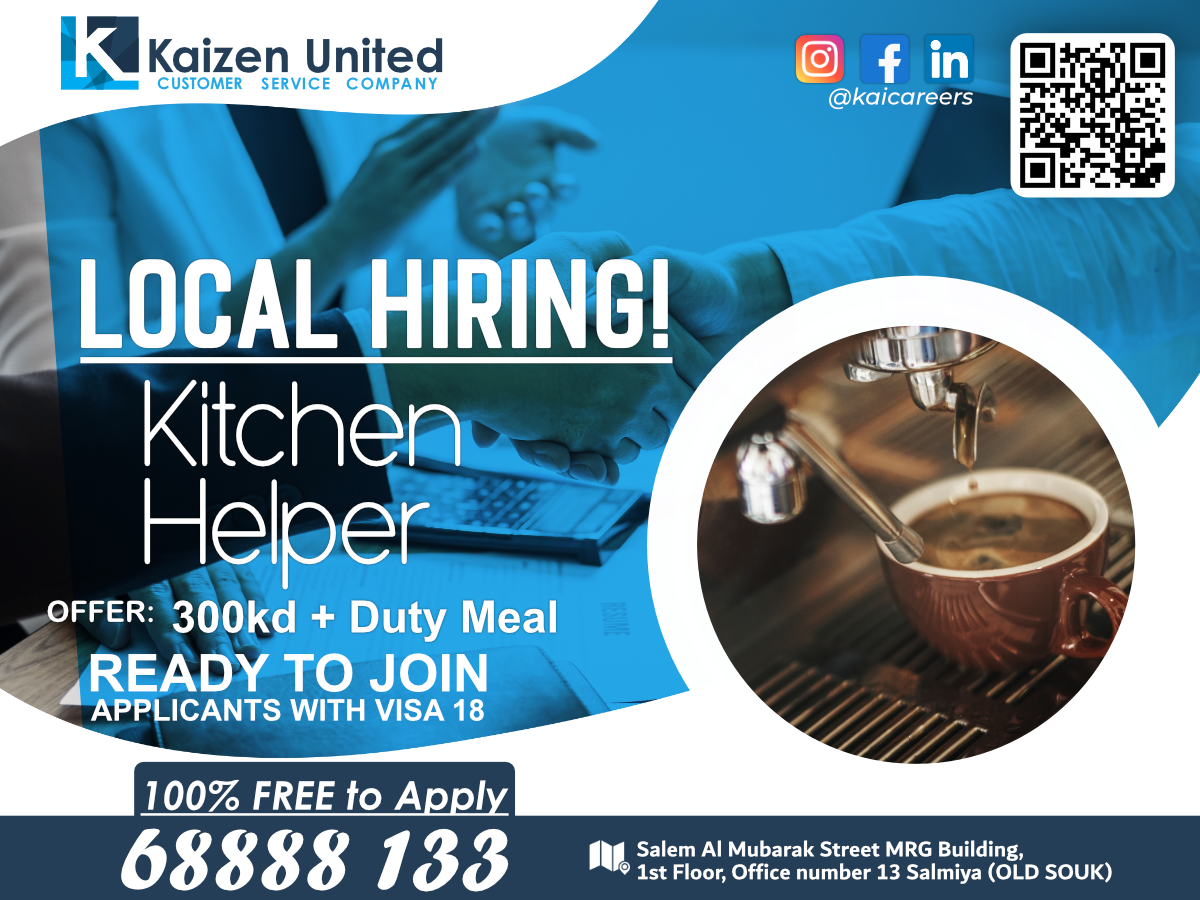 Kaizen United
CUSTOMER SERVICE COMPANY
@kaicareers
LOCAL HIRING!
Kitchen
Helper
OFFER: 300kd + Duty Meal
RESUME
READY TO JOIN
APPLICANTS WITH VISA 18
100% FREE to Apply
68888 133
Salem Al Mubarak Street MRG Building,
1st Floor, Office number 13 Salmiya (OLD SOUK)